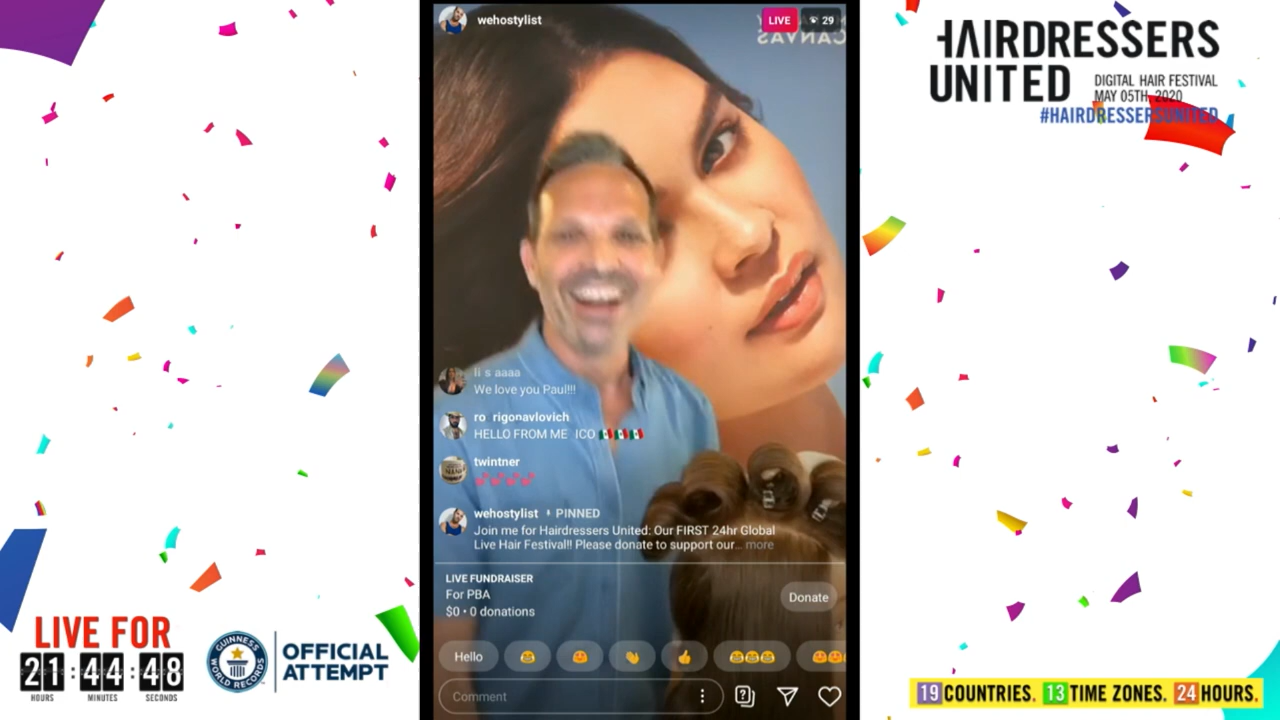 wehostylist
LIVE 29
CANVAS
HAIRDRESSERS
UNITED
DIGITAL HAIR FESTIVAL
MAY 05TH, 2020
#HAIRDRESSERSUNITED
li s aaaa
We love you Paul!!!
ro rigonavlovich
HELLO FROM ME ICO 🇲🇽🇲🇽🇲🇽
twintner
💕💕💕💕
wehostylist PINNED
Join me for Hairdressers United: Our FIRST 24hr Global
Live Hair Festival!! Please donate to support our... more
LIVE FUNDRAISER
For PBA
$0 • 0 donations
Donate
Hello
Comment
LIVE FOR
21:44:48
HOURS MINUTES SECONDS
GUINNESS
WORLD RECORDS
OFFICIAL
ATTEMPT
19 COUNTRIES. 13 TIME ZONES. 24 HOURS.